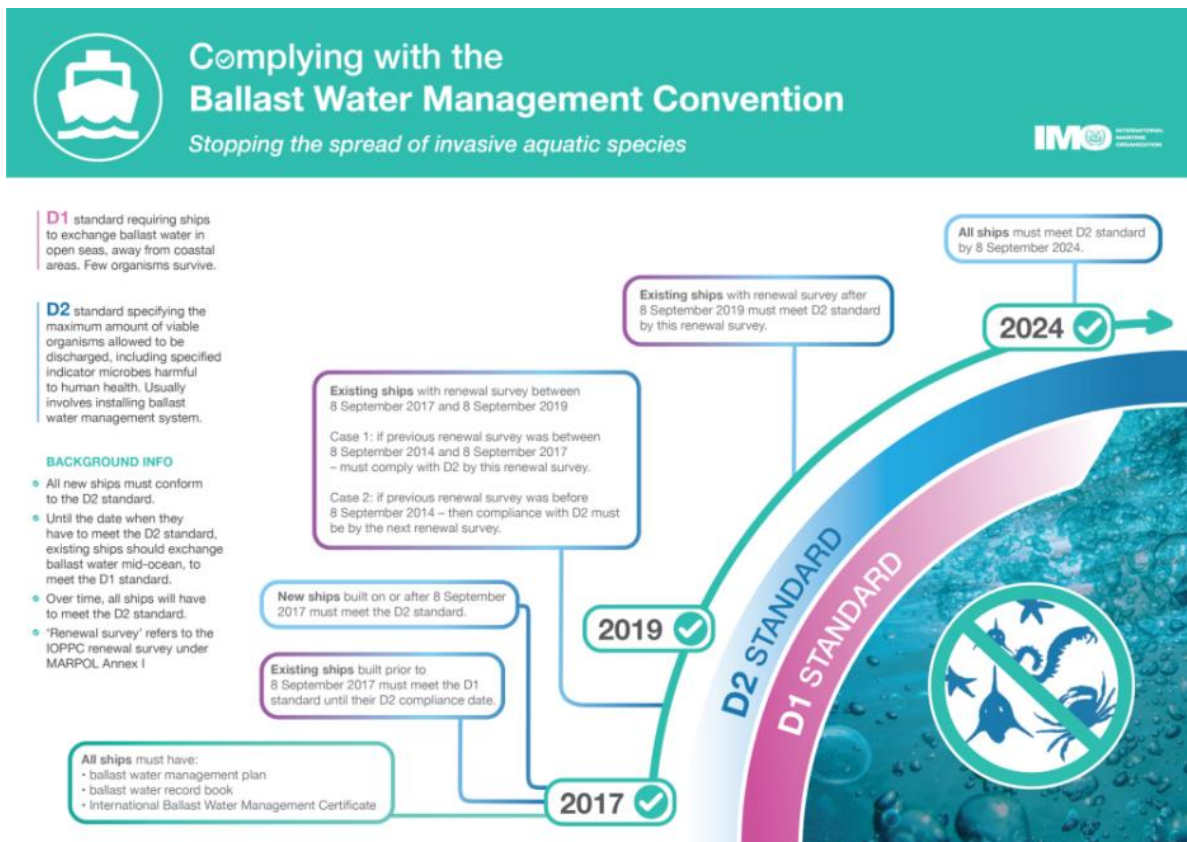 Complying with the
Ballast Water Management Convention
Stopping the spread of invasive aquatic species
IMO
INTERNATIONAL
MARITIME
ORGANIZATION
D1 standard requiring ships
to exchange ballast water in
open seas, away from coastal
areas. Few organisms survive.
D2 standard specifying the
maximum amount of viable
organisms allowed to be
discharged, including specified
indicator microbes harmful
to human health. Usually
involves installing ballast
water management system.
BACKGROUND INFO
All new ships must conform
to the D2 standard.
Until the date when they
have to meet the D2 standard,
existing ships should exchange
ballast water mid-ocean, to
meet the D1 standard.
Over time, all ships will have
to meet the D2 standard.
‘Renewal survey’ refers to the
IOPPC renewal survey under
MARPOL Annex I
All ships must meet D2 standard
by 8 September 2024.
2024
Existing ships with renewal survey after
8 September 2019 must meet D2 standard
by this renewal survey.
Existing ships with renewal survey between
8 September 2017 and 8 September 2019
Case 1: if previous renewal survey was between
8 September 2014 and 8 September 2017
– must comply with D2 by this renewal survey.
Case 2: if previous renewal survey was before
8 September 2014 – then compliance with D2 must
be by the next renewal survey.
2019
New ships built on or after 8 September
2017 must meet the D2 standard.
Existing ships built prior to
8 September 2017 must meet the D1
standard until their D2 compliance date.
All ships must have:
• ballast water management plan
• ballast water record book
• International Ballast Water Management Certificate
2017
D2 STANDARD
D1 STANDARD